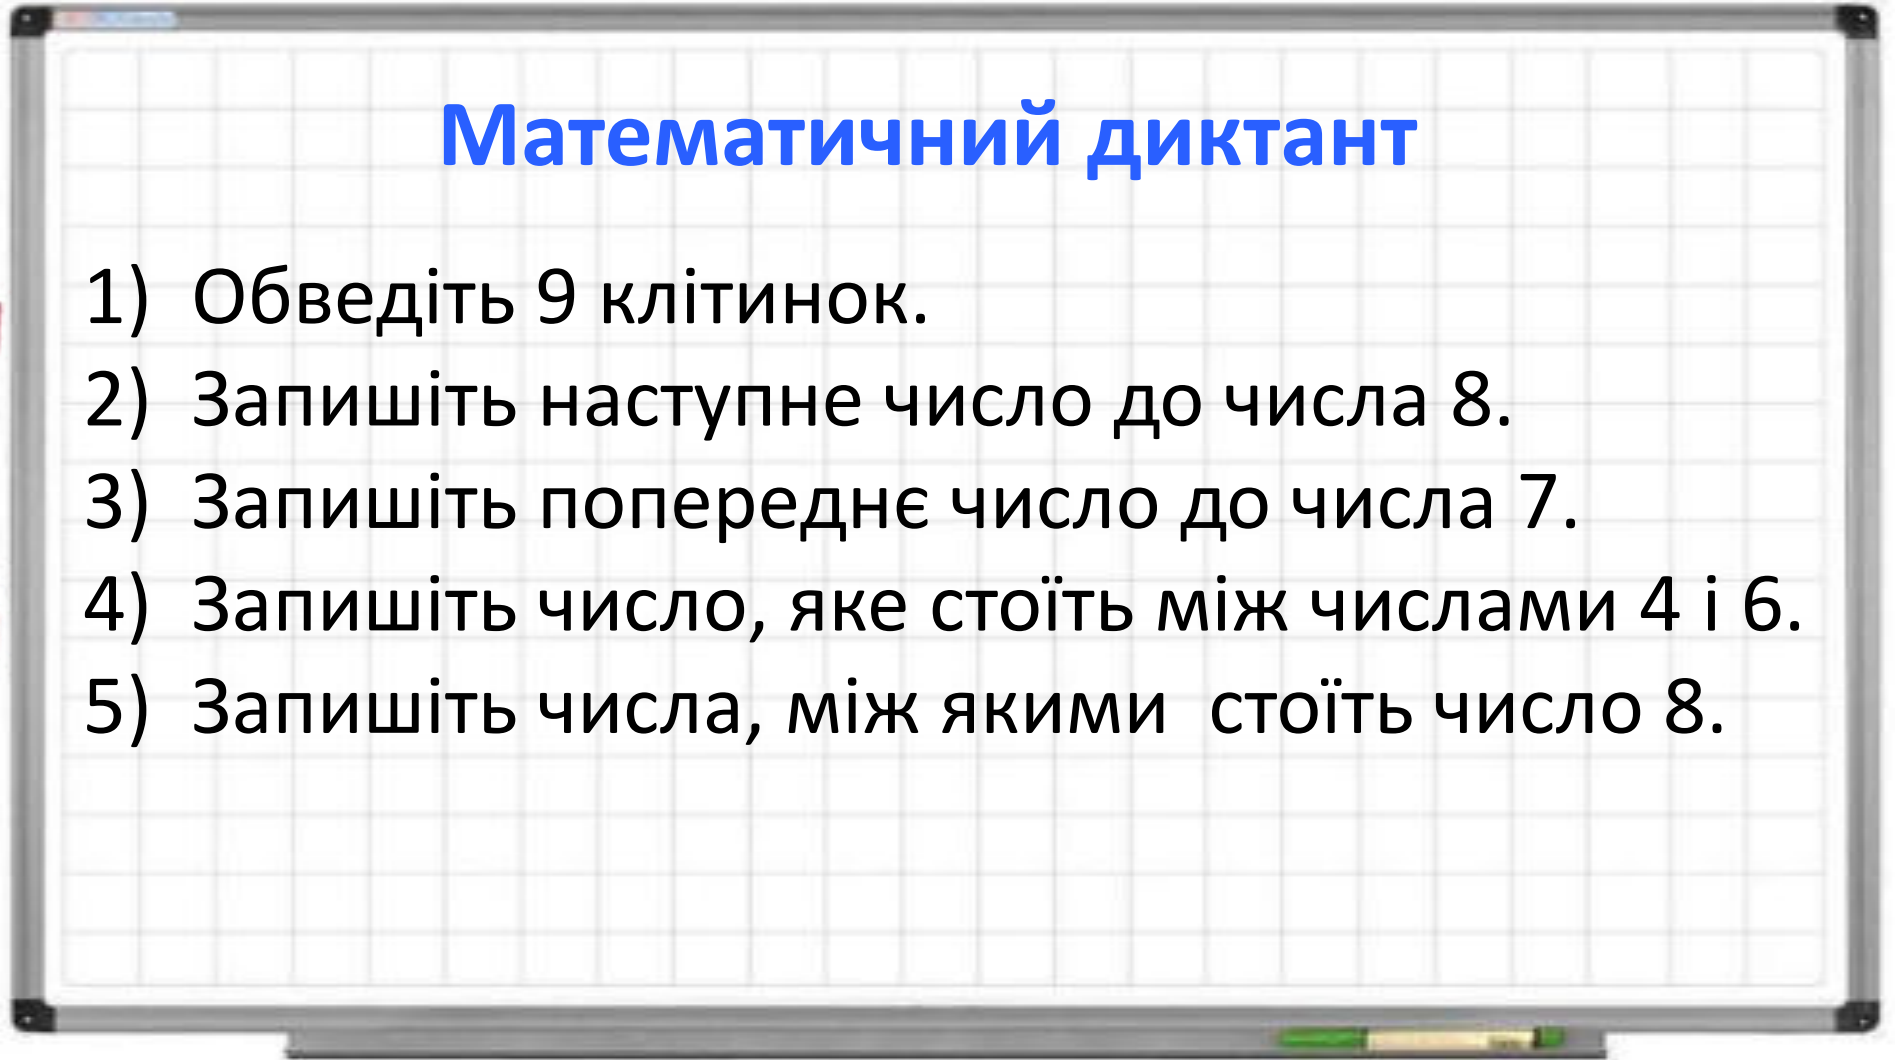 Математичний диктант
1) Обведіть 9 клітинок.
2) Запишіть наступне число до числа 8.
3) Запишіть попереднє число до числа 7.
4) Запишіть число, яке стоїть між числами 4 і 6.
5) Запишіть числа, між якими  стоїть число 8.